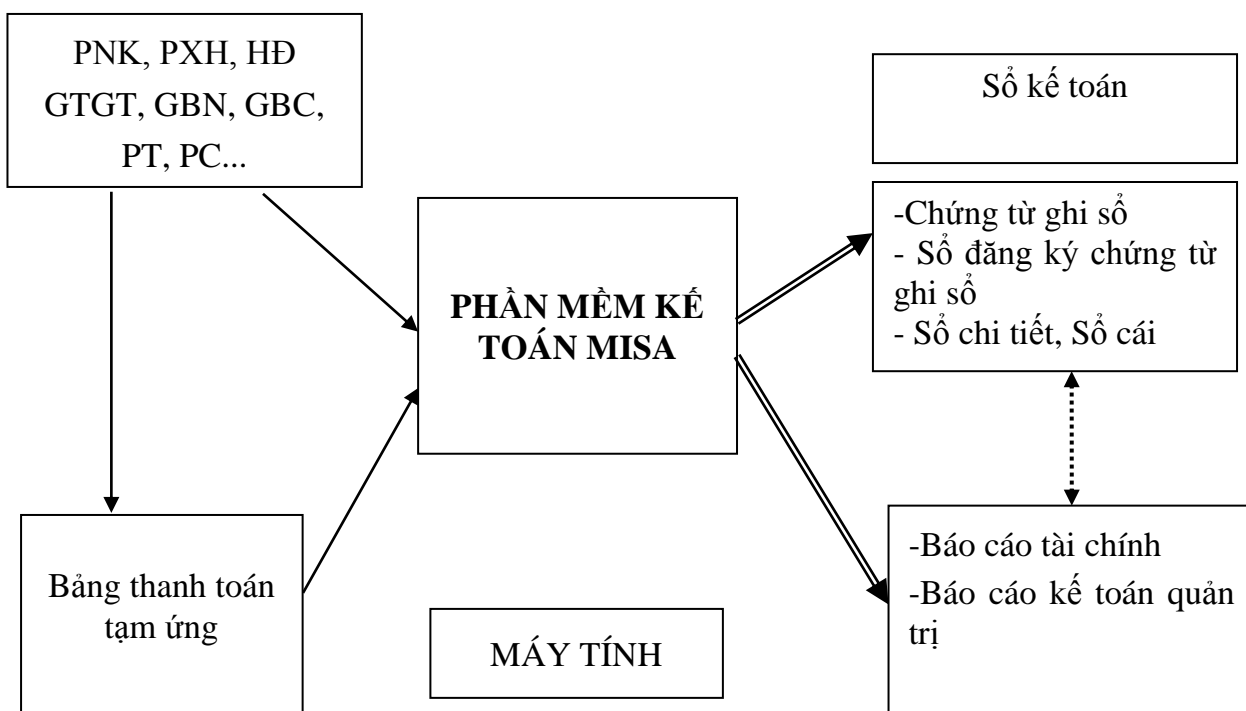 PNK, PXH, HĐ
GTGT, GBN, GBC,
PT, PC...
Sổ kế toán
-Chứng từ ghi sổ
- Sổ đăng ký chứng từ
ghi sổ
- Sổ chi tiết, Sổ cái
PHẦN MỀM KẾ
TOÁN MISA
Bảng thanh toán
tạm ứng
MÁY TÍNH
-Báo cáo tài chính
-Báo cáo kế toán quản
trị